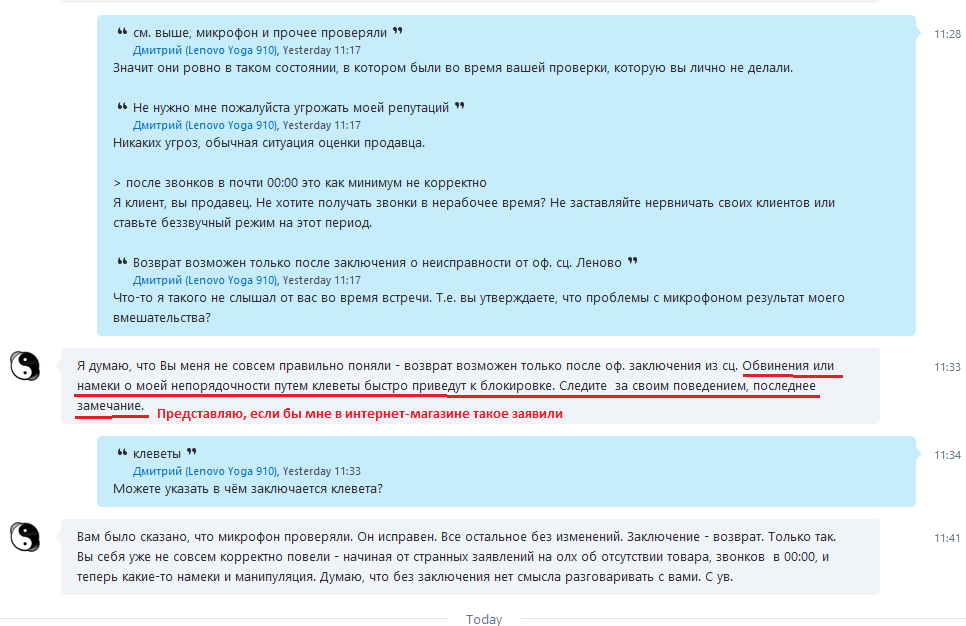 ❝ см. выше, микрофон и прочее проверяли ❞
11:28
Дмитрий (Lenovo Yoga 910), Yesterday 11:17
Значит они ровно в таком состоянии, в котором были во время вашей проверки, которую вы лично не делали.
❝ Не нужно мне пожалуйста угрожать моей репутаций ❞
Дмитрий (Lenovo Yoga 910), Yesterday 11:17
Никаких угроз, обычная ситуация оценки продавца.
> после звонков в почти 00:00 это как минимум не корректно
Я клиент, вы продавец. Не хотите получать звонки в нерабочее время? Не заставляйте нервничать своих клиентов или
ставьте беззвучный режим на этот период.
❝ Возврат возможен только после заключения о неисправности от оф. сц. Леново ❞
Дмитрий (Lenovo Yoga 910), Yesterday 11:17
Что-то я такого не слышал от вас во время встречи. Т.е. вы утверждаете, что проблемы с микрофоном результат моего
вмешательства?
Я думаю, что Вы меня не совсем правильно поняли - возврат возможен только после оф. заключения из сц. Обвинения или
11:33
намеки о моей непорядочности путем клеветы быстро приведут к блокировке. Следите за своим поведением, последнее
замечание. Представляю, если бы мне в интернет-магазине такое заявили
❝ клеветы ❞
11:34
Дмитрий (Lenovo Yoga 910), Yesterday 11:33
Можете указать в чём заключается клевета?
Вам было сказано, что микрофон проверяли. Он исправен. Все остальное без изменений. Заключение - возврат. Только так.
11:41
Вы себя уже не совсем корректно повели - начиная от странных заявлений на олх об отсутствии товара, звонков в 00:00, и
теперь какие-то намеки и манипуляция. Думаю, что без заключения нет смысла разговаривать с вами. С ув.
Today